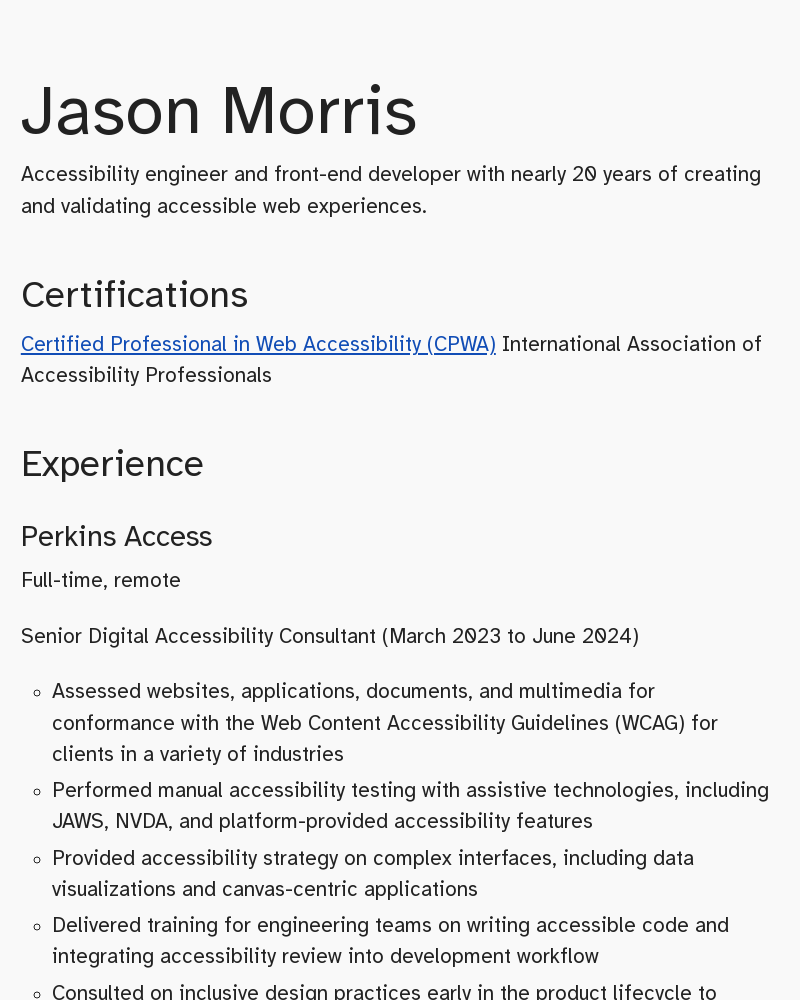 Jason Morris
Accessibility engineer and front-end developer with nearly 20 years of creating
and validating accessible web experiences.
Certifications
Certified Professional in Web Accessibility (CPWA) International Association of
Accessibility Professionals
Experience
Perkins Access
Full-time, remote
Senior Digital Accessibility Consultant (March 2023 to June 2024)
Assessed websites, applications, documents, and multimedia for
conformance with the Web Content Accessibility Guidelines (WCAG) for
clients in a variety of industries
Performed manual accessibility testing with assistive technologies, including
JAWS, NVDA, and platform-provided accessibility features
Provided accessibility strategy on complex interfaces, including data
visualizations and canvas-centric applications
Delivered training for engineering teams on writing accessible code and
integrating accessibility review into development workflow
Consulted on inclusive design practices early in the product lifecycle to